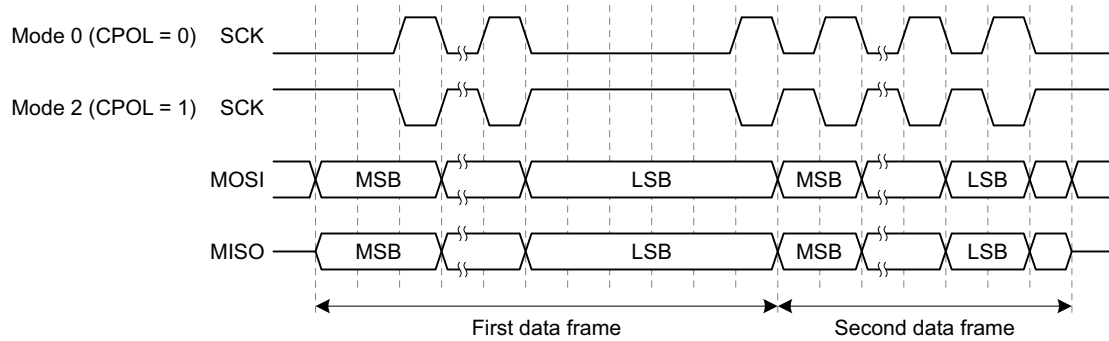 Mode 0 (CPOL = 0) SCK
Mode 2 (CPOL = 1) SCK
MOSI MSB LSB MSB LSB
MISO MSB LSB MSB LSB
First data frame Second data frame